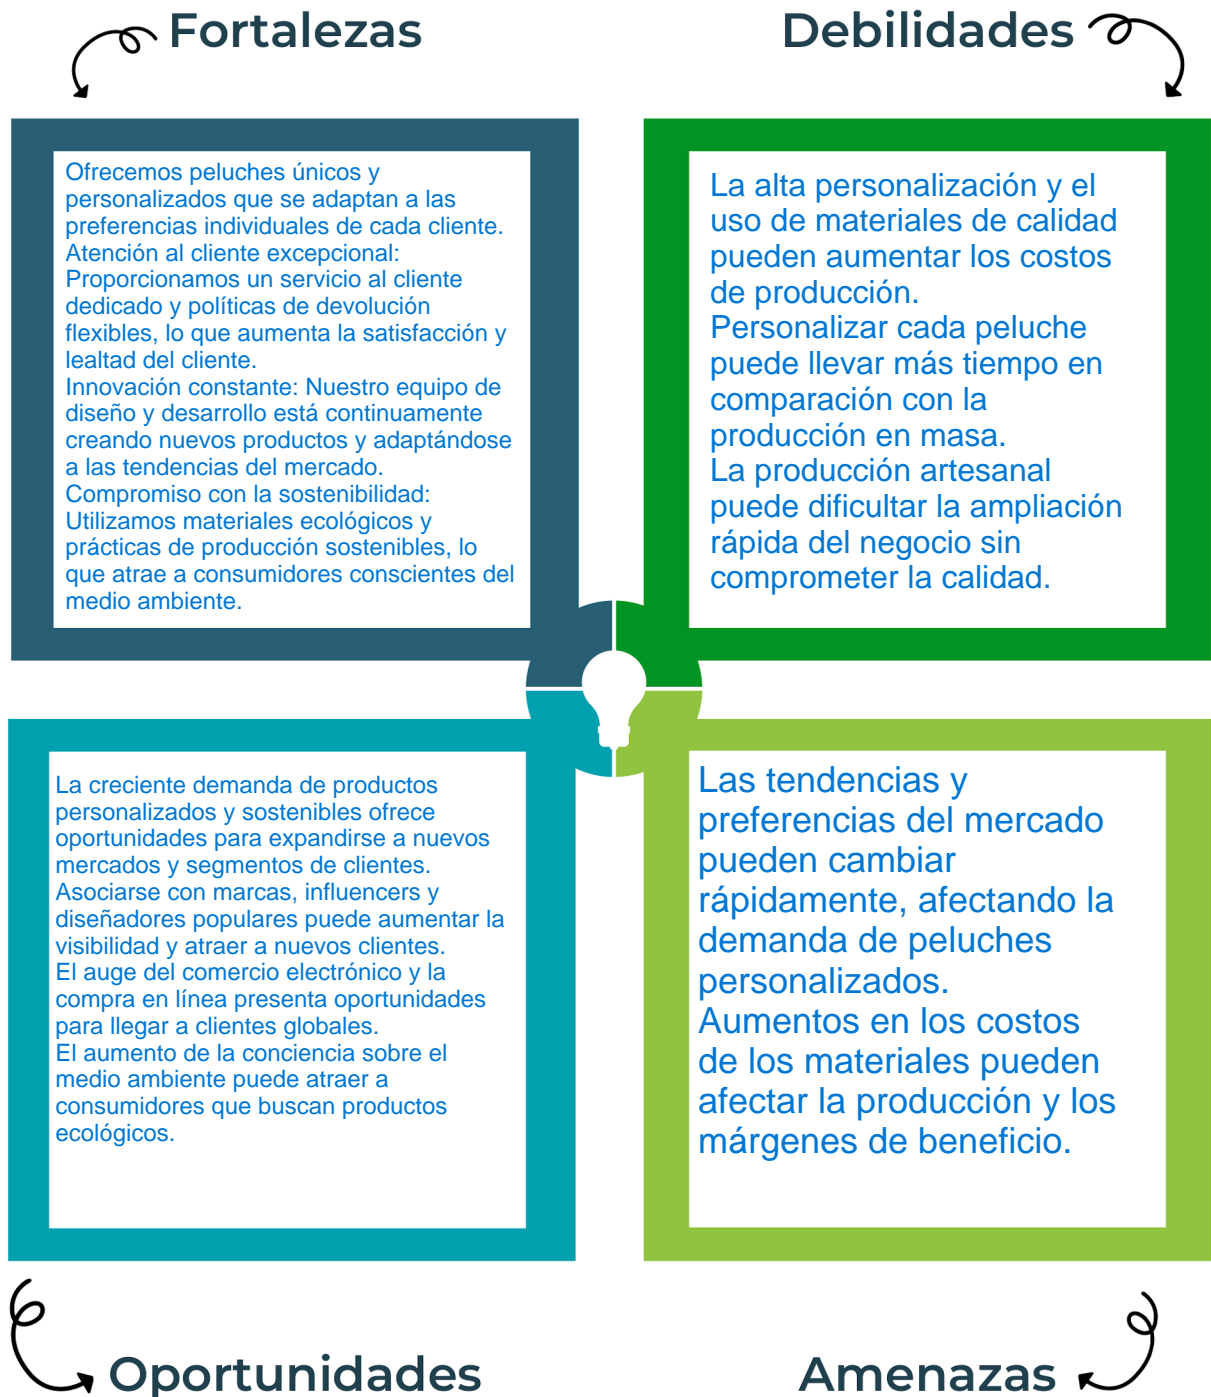 Fortalezas
Ofrecemos peluches únicos y
personalizados que se adaptan a las
preferencias individuales de cada cliente.
Atención al cliente excepcional:
Proporcionamos un servicio al cliente
dedicado y políticas de devolución
flexibles, lo que aumenta la satisfacción y
lealtad del cliente.
Innovación constante: Nuestro equipo de
diseño y desarrollo está continuamente
creando nuevos productos y adaptándose
a las tendencias del mercado.
Compromiso con la sostenibilidad:
Utilizamos materiales ecológicos y
prácticas de producción sostenibles, lo
que atrae a consumidores conscientes del
medio ambiente.
Debilidades
La alta personalización y el
uso de materiales de calidad
pueden aumentar los costos
de producción.
Personalizar cada peluche
puede llevar más tiempo en
comparación con la
producción en masa.
La producción artesanal
puede dificultar la ampliación
rápida del negocio sin
comprometer la calidad.
La creciente demanda de productos
personalizados y sostenibles ofrece
oportunidades para expandirse a nuevos
mercados y segmentos de clientes.
Asociarse con marcas, influencers y
diseñadores populares puede aumentar la
visibilidad y atraer a nuevos clientes.
El auge del comercio electrónico y la
compra en línea presenta oportunidades
para llegar a clientes globales.
El aumento de la conciencia sobre el
medio ambiente puede atraer a
consumidores que buscan productos
ecológicos.
Oportunidades
Las tendencias y
preferencias del mercado
pueden cambiar
rápidamente, afectando la
demanda de peluches
personalizados.
Aumentos en los costos
de los materiales pueden
afectar la producción y los
márgenes de beneficio.
Amenazas